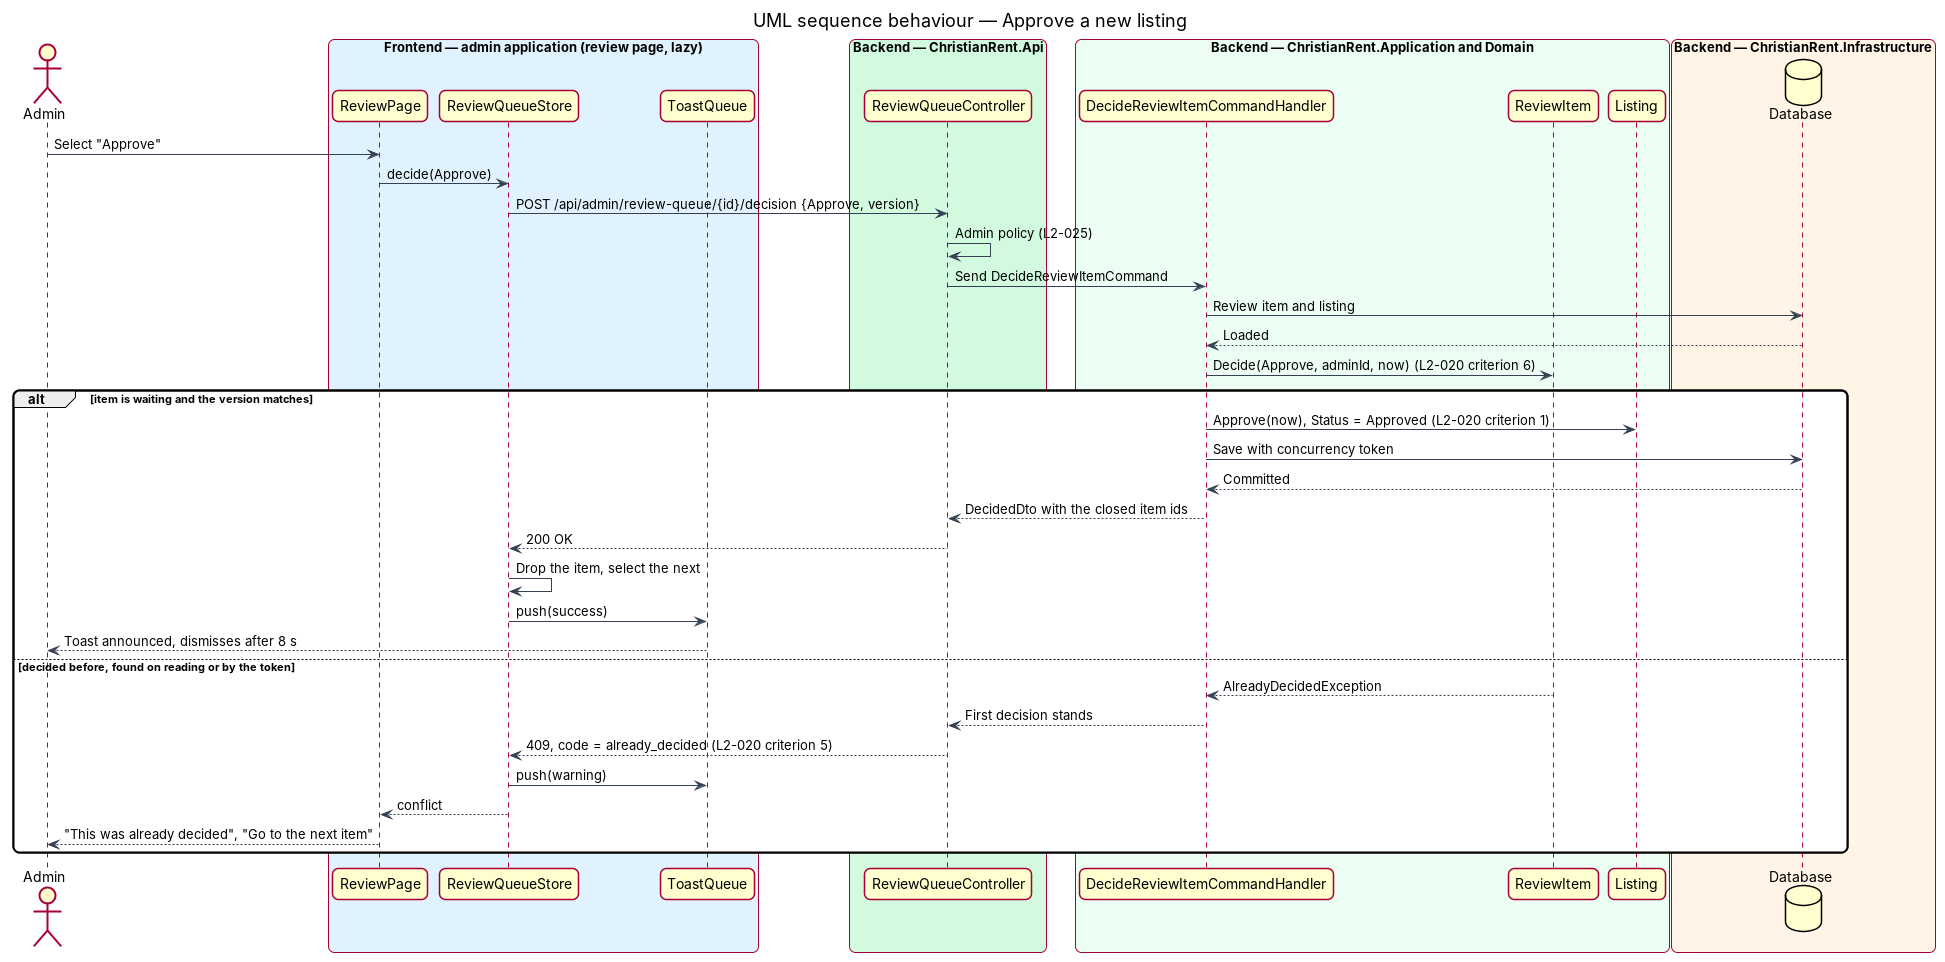 UML sequence behaviour — Approve a new listing
Frontend — admin application (review page, lazy)
Backend — ChristianRent.Api
Backend — ChristianRent.Application and Domain
Backend — ChristianRent.Infrastructure
Admin
ReviewPage
ReviewQueueStore
ToastQueue
ReviewQueueController
DecideReviewItemCommandHandler
ReviewItem
Listing
Database
Select "Approve"
decide(Approve)
POST /api/admin/review-queue/{id}/decision {Approve, version}
Admin policy (L2-025)
Send DecideReviewItemCommand
Review item and listing
Loaded
Decide(Approve, adminId, now) (L2-020 criterion 6)
alt
[item is waiting and the version matches]
Approve(now), Status = Approved (L2-020 criterion 1)
Save with concurrency token
Committed
DecidedDto with the closed item ids
200 OK
Drop the item, select the next
push(success)
Toast announced, dismisses after 8 s
[decided before, found on reading or by the token]
AlreadyDecidedException
First decision stands
409, code = already_decided (L2-020 criterion 5)
push(warning)
conflict
"This was already decided", "Go to the next item"
Admin
ReviewPage
ReviewQueueStore
ToastQueue
ReviewQueueController
DecideReviewItemCommandHandler
ReviewItem
Listing
Database